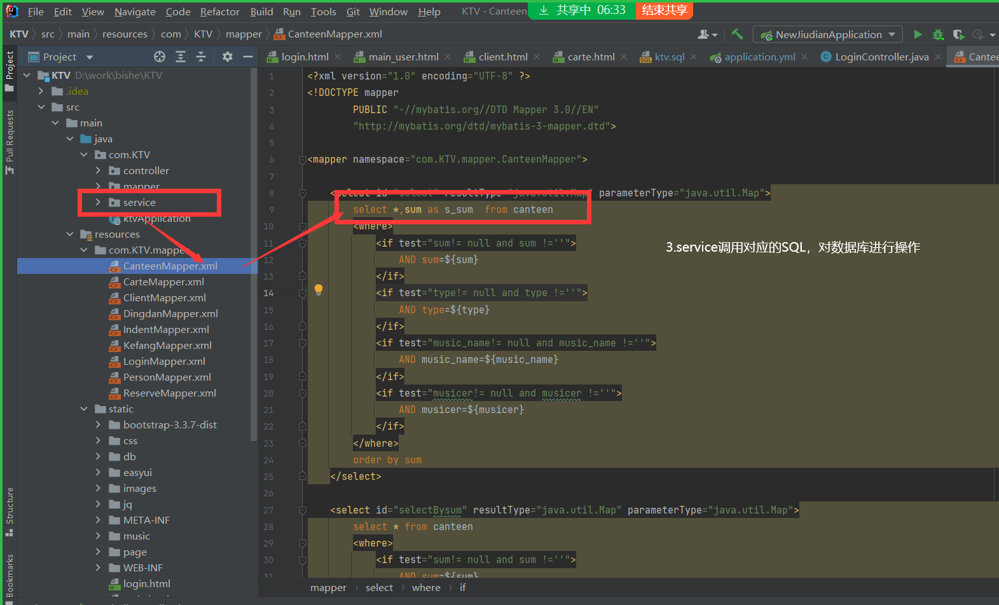 File Edit View Navigate Code Refactor Build Run Tools Git Window Help KTV - Canteen 共享中 06:33 结束共享
KTV src main resources com KTV mapper CanteenMapper.xml NewJiudianApplication
Project login.html main_user.html client.html carte.html ktv.sql application.yml LoginController.java Cantee
Project
Pull Requests
Structure
Bookmarks
KTV D:\work\bishe\KTV
.idea
src
main
java
com.KTV
controller
mapper
service
ktvApplication
resources
com.KTV.mapper
CanteenMapper.xml
CarteMapper.xml
ClientMapper.xml
DingdanMapper.xml
IndentMapper.xml
KefangMapper.xml
LoginMapper.xml
PersonMapper.xml
ReserveMapper.xml
static
bootstrap-3.3.7-dist
css
db
easyui
images
jq
META-INF
music
page
WEB-INF
login.html
1 <?xml version="1.0" encoding="UTF-8" ?>
2 <!DOCTYPE mapper
3 PUBLIC "-//mybatis.org//DTD Mapper 3.0//EN"
4 "http://mybatis.org/dtd/mybatis-3-mapper.dtd">
5
6 <mapper namespace="com.KTV.mapper.CanteenMapper">
7
8 <select id="select" resultType="java.util.Map" parameterType="java.util.Map">
9 select *,sum as s_sum from canteen
10 <where>
11 <if test="sum!= null and sum !=''">
12 AND sum=${sum}
13 </if>
14 <if test="type!= null and type !=''">
15 AND type=${type}
16 </if>
17 <if test="music_name!= null and music_name !=''">
18 AND music_name=${music_name}
19 </if>
20 <if test="musicer!= null and musicer !=''">
21 AND musicer=${musicer}
22 </if>
23 </where>
24 order by sum
25 </select>
26
27 <select id="selectBysum" resultType="java.util.Map" parameterType="java.util.Map">
28 select * from canteen
29 <where>
30 <if test="sum!= null and sum !=''">
31 AND sum=${sum}
3.service调用对应的SQL，对数据库进行操作
mapper select where if